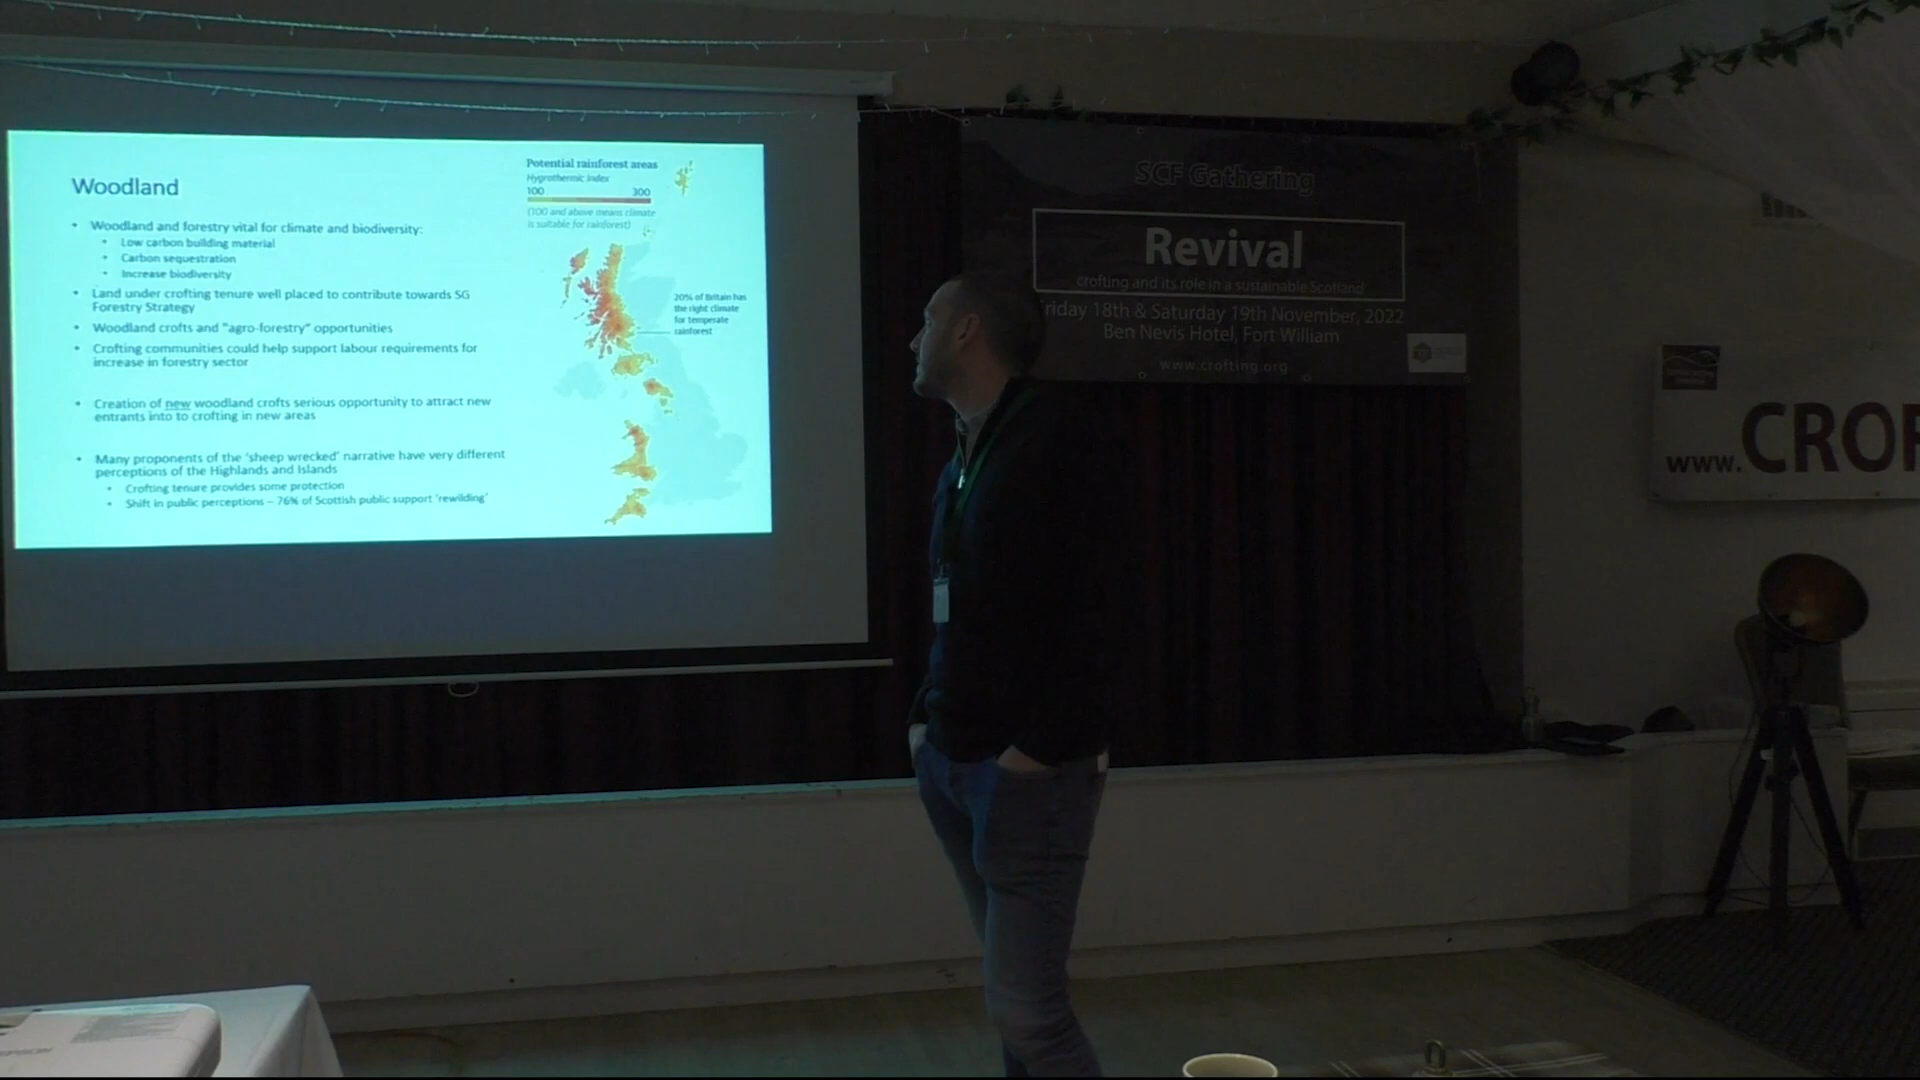 Woodland
• Woodland and forestry vital for climate and biodiversity:
• Low carbon building material
• Carbon sequestration
• Increase biodiversity
• Land under crofting tenure well placed to contribute towards SG
Forestry Strategy
• Woodland crofts and "agro-forestry" opportunities
• Crofting communities could help support labour requirements for
increase in forestry sector
• Creation of new woodland crofts serious opportunity to attract new
entrants into to crofting in new areas
• Many proponents of the 'sheep wrecked' narrative have very different
perceptions of the Highlands and Islands
• Crofting tenure provides some protection
• Shift in public perceptions – 76% of Scottish public support 'rewilding'
Potential rainforest areas
Hygrothermic index
100 300
(100 and above means climate
is suitable for rainforest)
20% of Britain has
the right climate
for temperate
rainforest
SCF Gathering
Revival
crofting and its role in a sustainable Scotland
riday 18th & Saturday 19th November, 2022
Ben Nevis Hotel, Fort William
www.crofting.org
www.CROF
EPSON